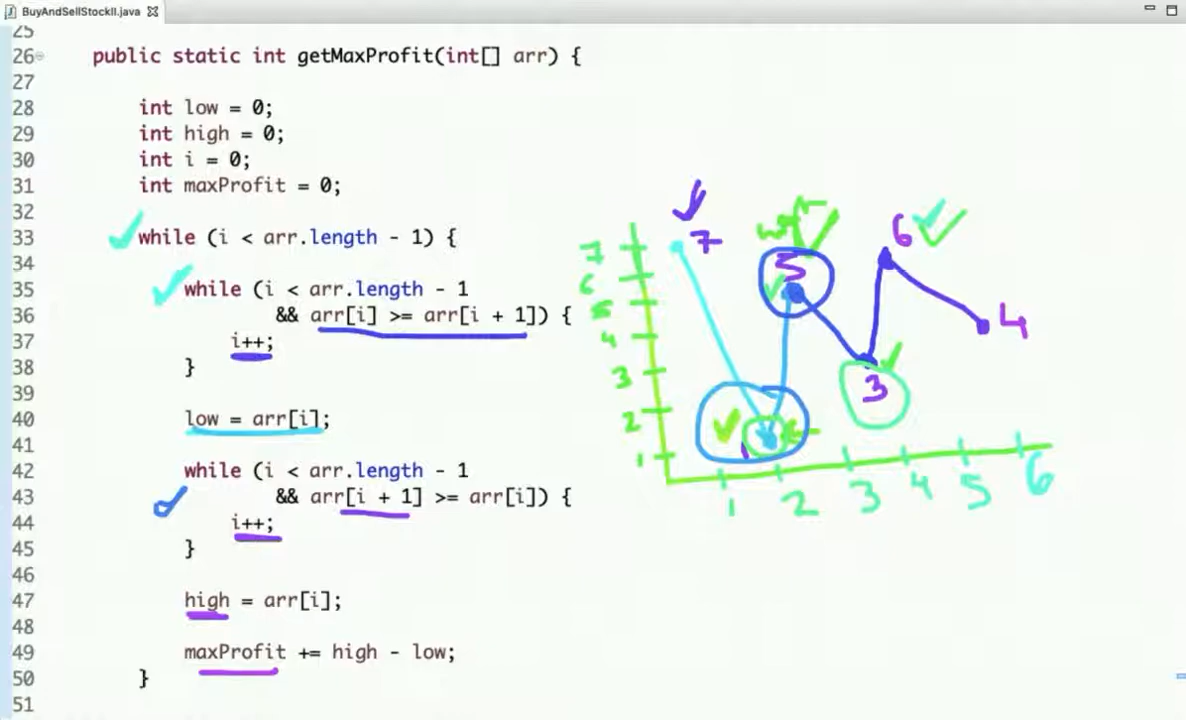 BuyAndSellStockII.java
25
26 public static int getMaxProfit(int[] arr) {
27
28 int low = 0;
29 int high = 0;
30 int i = 0;
31 int maxProfit = 0;
32
33 while (i < arr.length - 1) {
34
35 while (i < arr.length - 1
36 && arr[i] >= arr[i + 1]) {
37 i++;
38 }
39
40 low = arr[i];
41
42 while (i < arr.length - 1
43 && arr[i + 1] >= arr[i]) {
44 i++;
45 }
46
47 high = arr[i];
48
49 maxProfit += high - low;
50 }
51
7 5 6
3 4
1
7
6
5
4
3
2
1
1 2 3 4 5 6